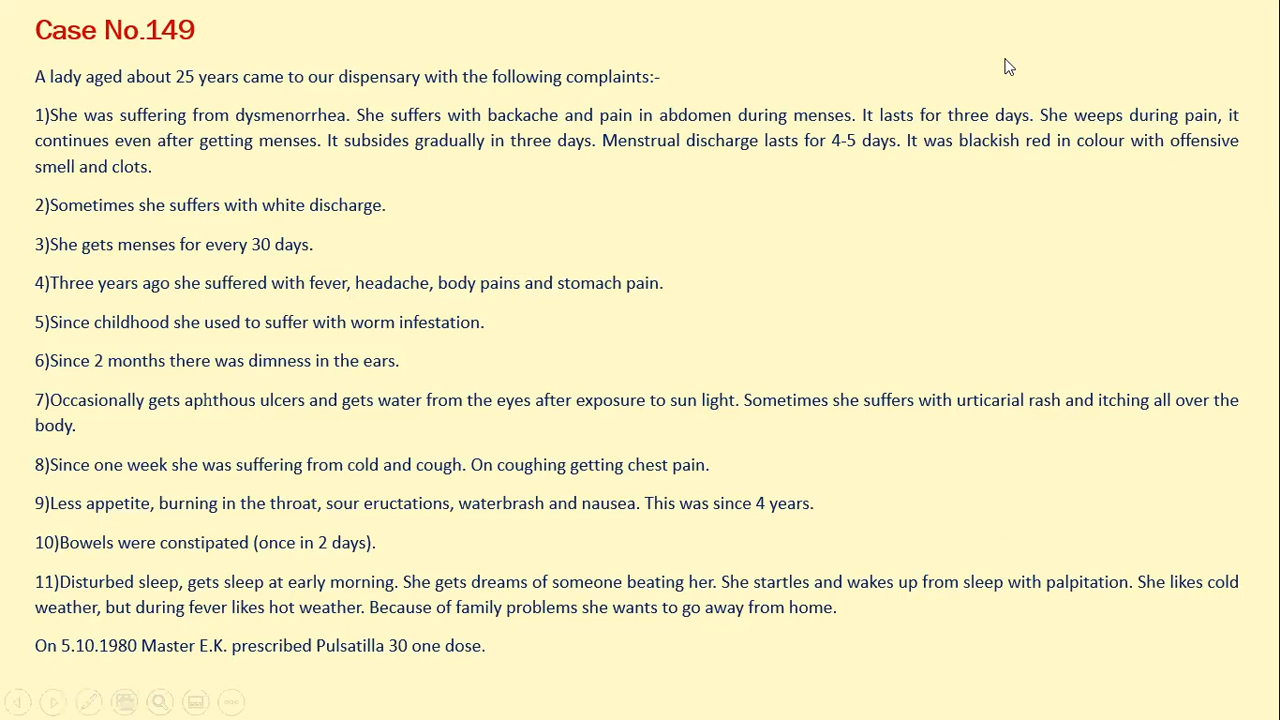 Case No.149
A lady aged about 25 years came to our dispensary with the following complaints:-
1)She was suffering from dysmenorrhea. She suffers with backache and pain in abdomen during menses. It lasts for three days. She weeps during pain, it
continues even after getting menses. It subsides gradually in three days. Menstrual discharge lasts for 4-5 days. It was blackish red in colour with offensive
smell and clots.
2)Sometimes she suffers with white discharge.
3)She gets menses for every 30 days.
4)Three years ago she suffered with fever, headache, body pains and stomach pain.
5)Since childhood she used to suffer with worm infestation.
6)Since 2 months there was dimness in the ears.
7)Occasionally gets aphthous ulcers and gets water from the eyes after exposure to sun light. Sometimes she suffers with urticarial rash and itching all over the
body.
8)Since one week she was suffering from cold and cough. On coughing getting chest pain.
9)Less appetite, burning in the throat, sour eructations, waterbrash and nausea. This was since 4 years.
10)Bowels were constipated (once in 2 days).
11)Disturbed sleep, gets sleep at early morning. She gets dreams of someone beating her. She startles and wakes up from sleep with palpitation. She likes cold
weather, but during fever likes hot weather. Because of family problems she wants to go away from home.
On 5.10.1980 Master E.K. prescribed Pulsatilla 30 one dose.